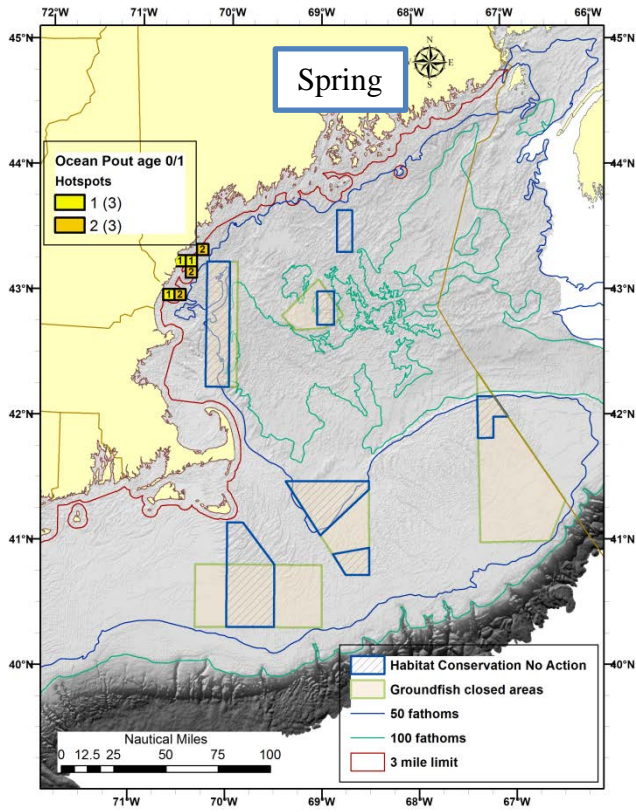 72°W 71°W 70°W 69°W 68°W 67°W 66°W
45°N 45°N
Spring
N
W E
S
44°N 44°N
Ocean Pout age 0/1
Hotspots
1 (3)
2 (3)
2
1 1
2
1 2
43°N 43°N
42°N 42°N
41°N 41°N
40°N 40°N
Habitat Conservation No Action
Groundfish closed areas
50 fathoms
100 fathoms
3 mile limit
Nautical Miles
0 12.5 25 50 75 100
71°W 70°W 69°W 68°W 67°W